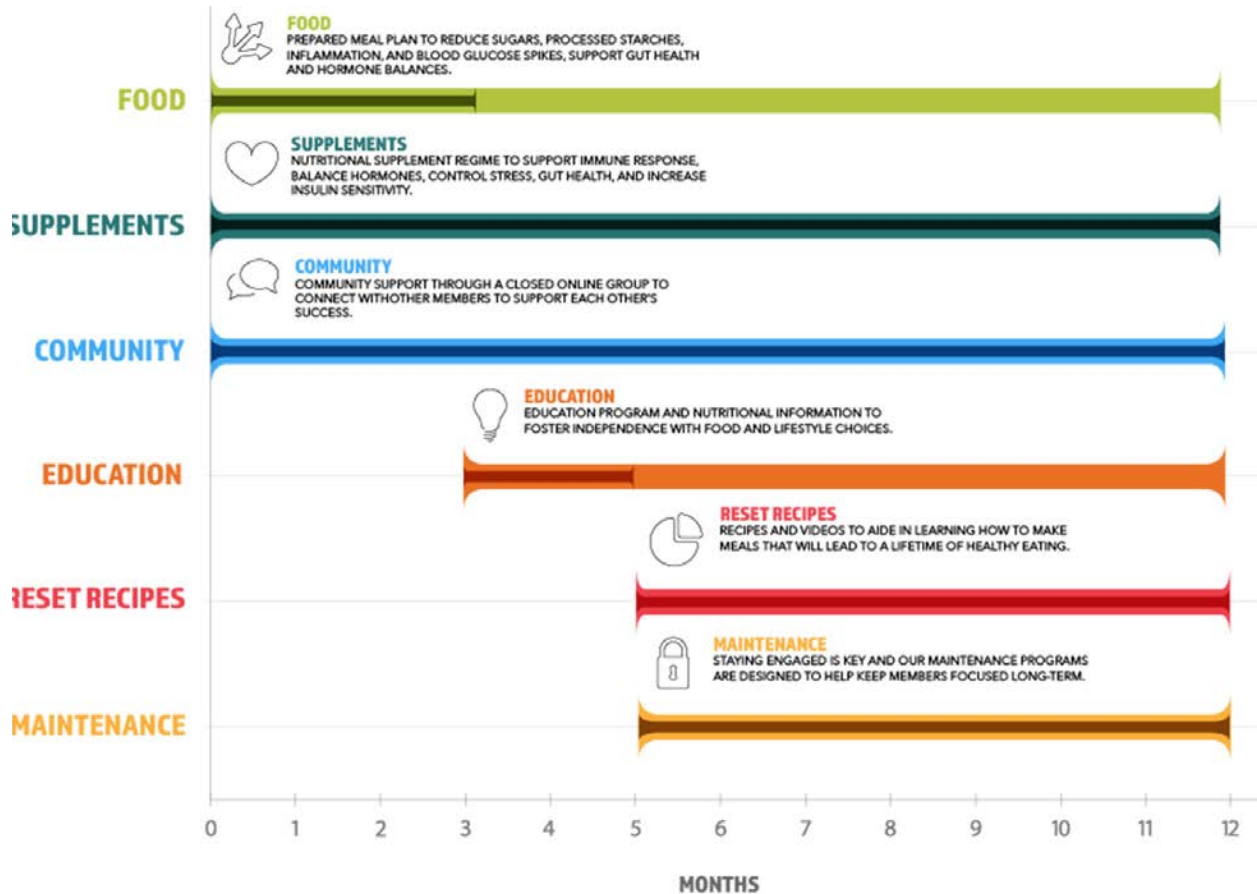 FOOD
PREPARED MEAL PLAN TO REDUCE SUGARS, PROCESSED STARCHES,
INFLAMMATION, AND BLOOD GLUCOSE SPIKES, SUPPORT GUT HEALTH
AND HORMONE BALANCES.
FOOD
SUPPLEMENTS
NUTRITIONAL SUPPLEMENT REGIME TO SUPPORT IMMUNE RESPONSE,
BALANCE HORMONES, CONTROL STRESS, GUT HEALTH, AND INCREASE
INSULIN SENSITIVITY.
SUPPLEMENTS
COMMUNITY
COMMUNITY SUPPORT THROUGH A CLOSED ONLINE GROUP TO
CONNECT WITHOTHER MEMBERS TO SUPPORT EACH OTHER'S
SUCCESS.
COMMUNITY
EDUCATION
EDUCATION PROGRAM AND NUTRITIONAL INFORMATION TO
FOSTER INDEPENDENCE WITH FOOD AND LIFESTYLE CHOICES.
EDUCATION
RESET RECIPES
RECIPES AND VIDEOS TO AIDE IN LEARNING HOW TO MAKE
MEALS THAT WILL LEAD TO A LIFETIME OF HEALTHY EATING.
RESET RECIPES
MAINTENANCE
STAYING ENGAGED IS KEY AND OUR MAINTENANCE PROGRAMS
ARE DESIGNED TO HELP KEEP MEMBERS FOCUSED LONG-TERM.
MAINTENANCE
0 1 2 3 4 5 6 7 8 9 10 11 12
MONTHS